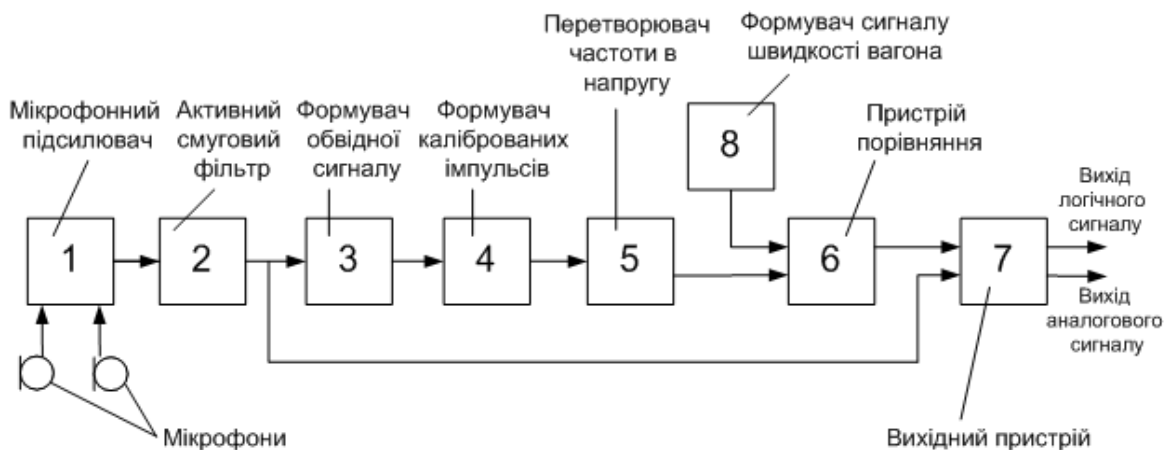 Перетворювач
частоти в
напругу
Формувач сигналу
швидкості вагона
Мікрофонний
підсилювач
Активний
смуговий
фільтр
Формувач
обвідної
сигналу
Формувач
каліброваних
імпульсів
Пристрій
порівняння
8
Вихід
логічного
сигналу
1
2
3
4
5
6
7
Вихід
аналогового
сигналу
Мікрофони
Вихідний пристрій